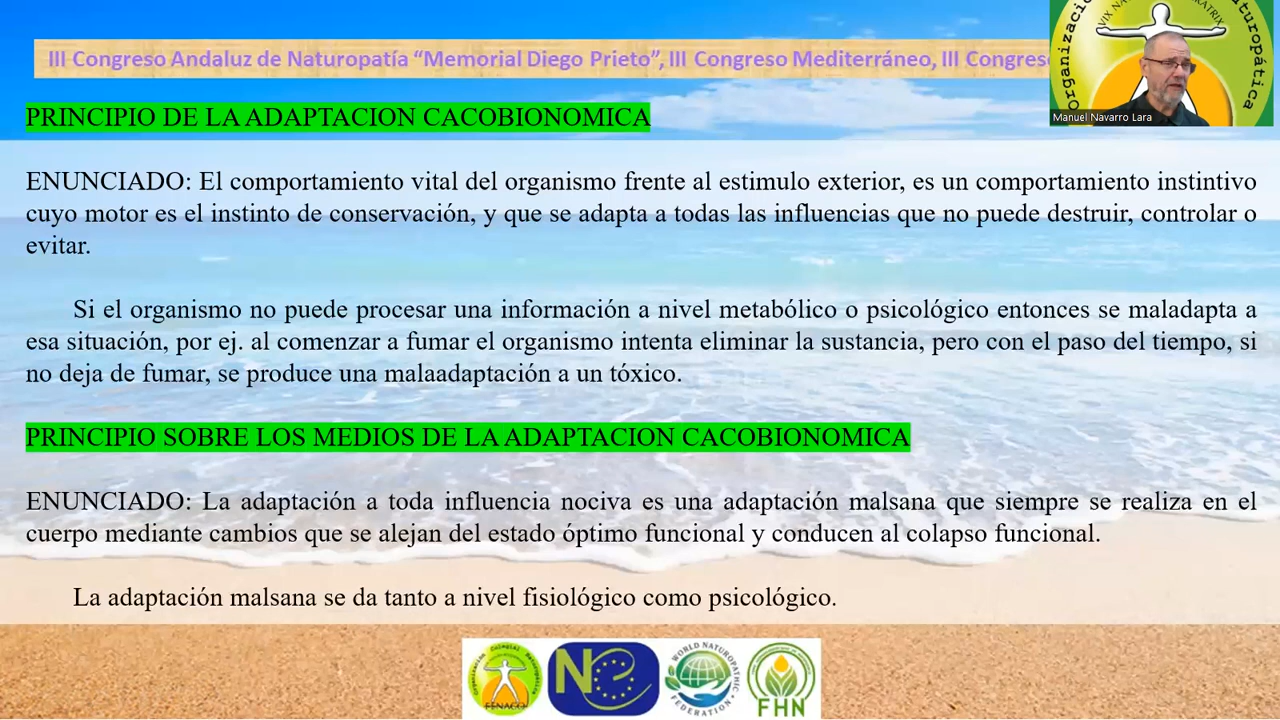 III Congreso Andaluz de Naturopatía “Memorial Diego Prieto”, III Congreso Mediterráneo, III Congreso
Manuel Navarro Lara
PRINCIPIO DE LA ADAPTACION CACOBIONOMICA
ENUNCIADO: El comportamiento vital del organismo frente al estimulo exterior, es un comportamiento instintivo
cuyo motor es el instinto de conservación, y que se adapta a todas las influencias que no puede destruir, controlar o
evitar.
Si el organismo no puede procesar una información a nivel metabólico o psicológico entonces se maladapta a
esa situación, por ej. al comenzar a fumar el organismo intenta eliminar la sustancia, pero con el paso del tiempo, si
no deja de fumar, se produce una malaadaptación a un tóxico.
PRINCIPIO SOBRE LOS MEDIOS DE LA ADAPTACION CACOBIONOMICA
ENUNCIADO: La adaptación a toda influencia nociva es una adaptación malsana que siempre se realiza en el
cuerpo mediante cambios que se alejan del estado óptimo funcional y conducen al colapso funcional.
La adaptación malsana se da tanto a nivel fisiológico como psicológico.
Organización Colegial Naturopática
FENACO
N e
WORLD NATUROPATHIC
FEDERATION
FHN